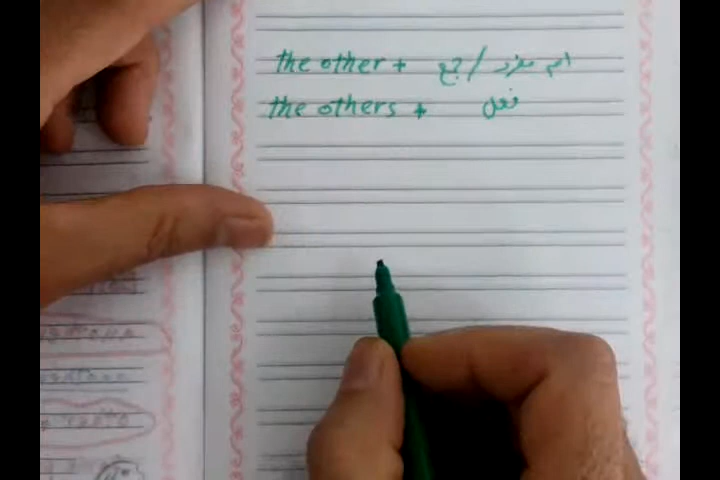 the other + اسم مفرد / جمع
the others + فعل